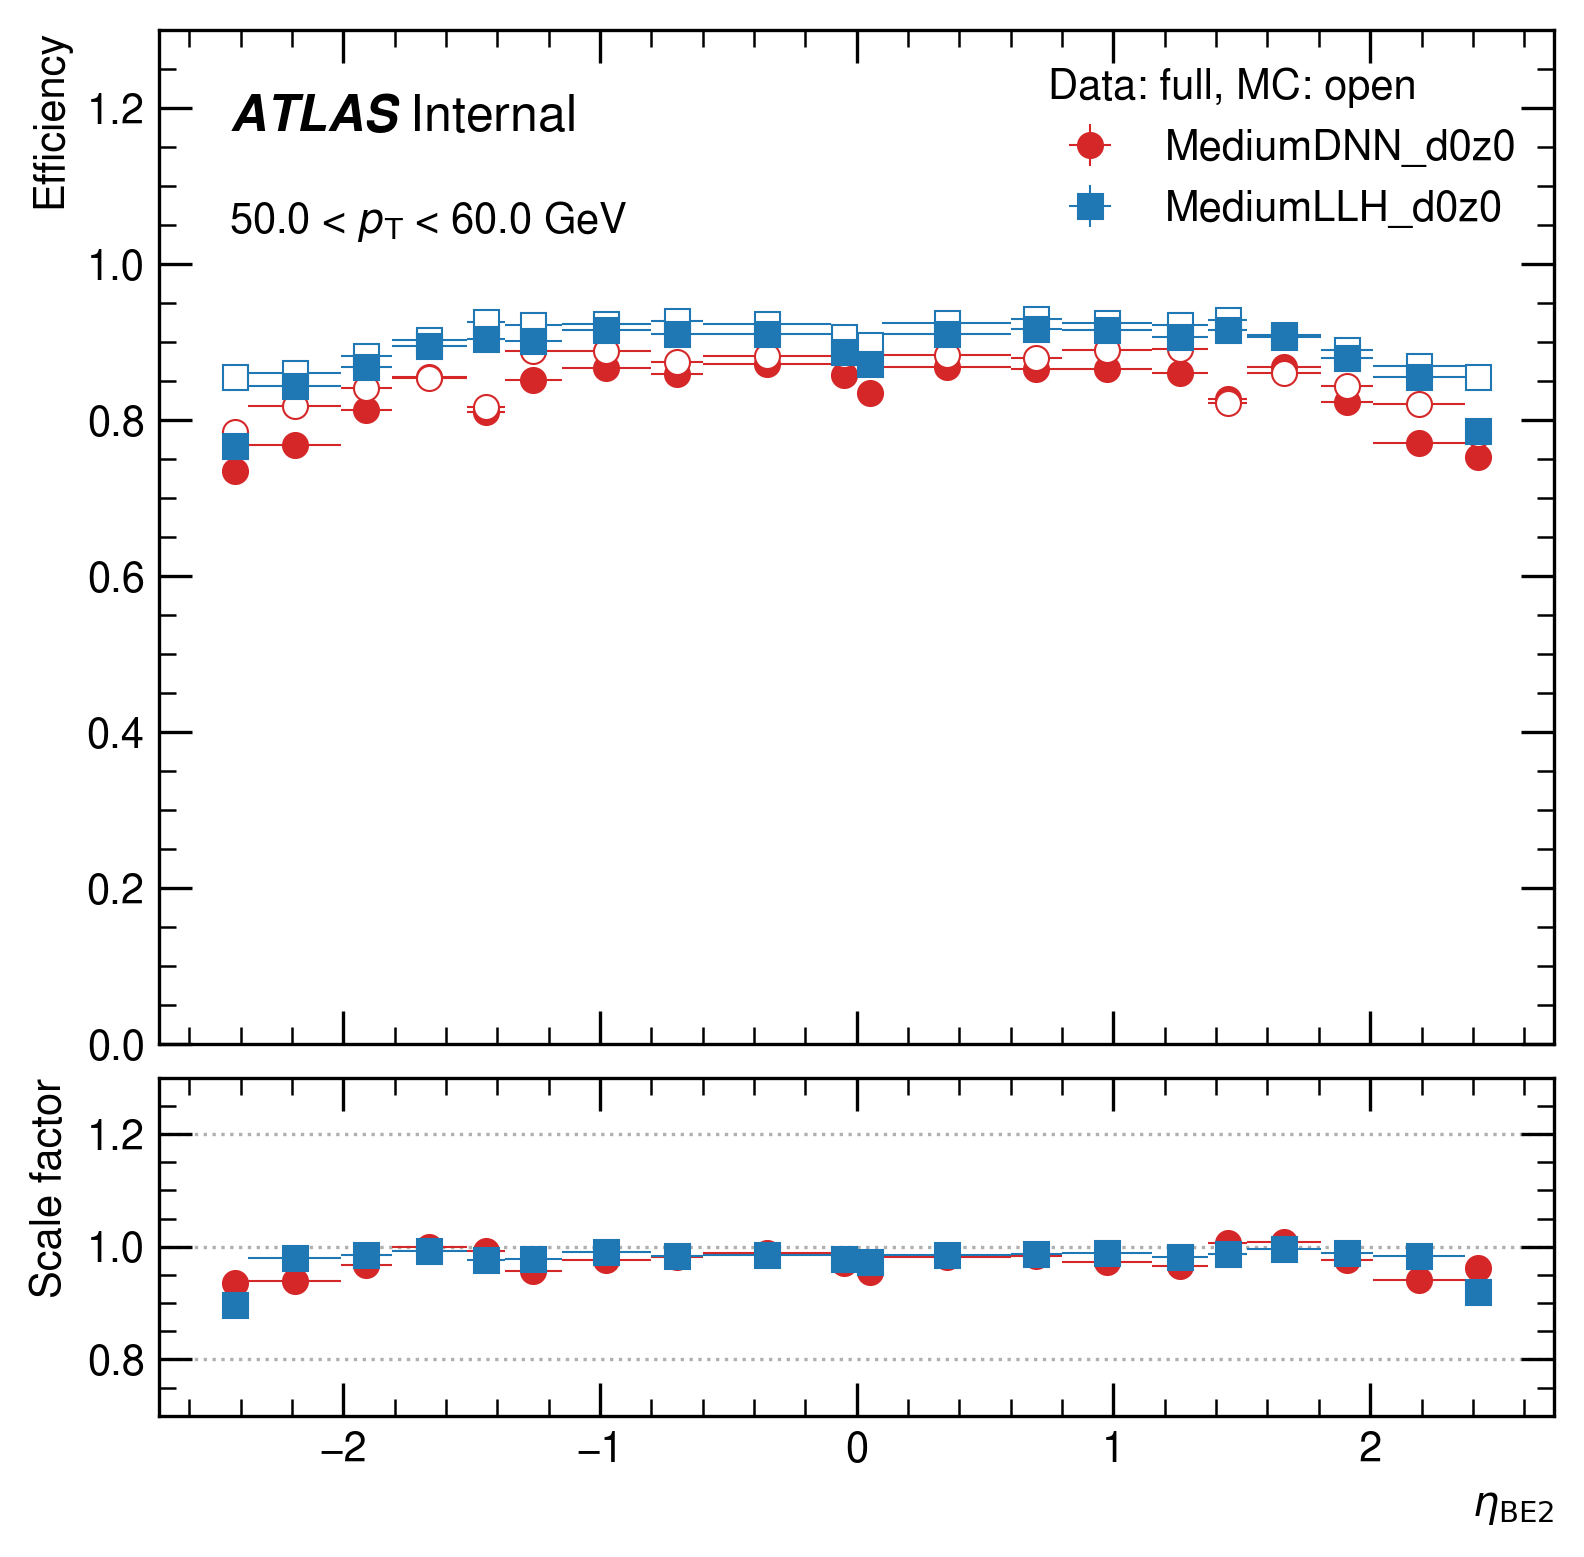 Efficiency
ATLAS Internal
50.0 < pT < 60.0 GeV
Data: full, MC: open
MediumDNN_d0z0
MediumLLH_d0z0
1.2
1.0
0.8
0.6
0.4
0.2
0.0
Scale factor
1.2
1.0
0.8
−2 −1 0 1 2
ηBE2